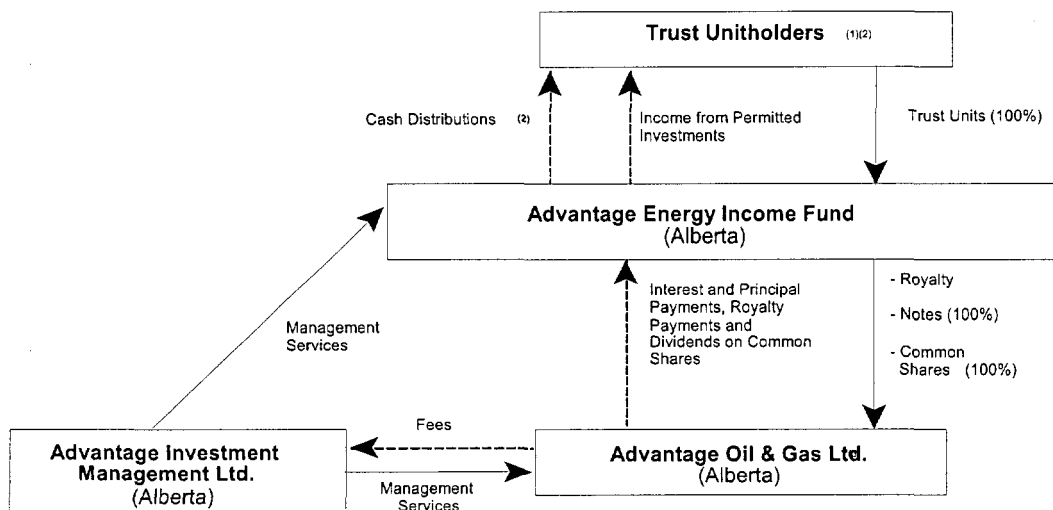 Trust Unitholders (1)(2)
Cash Distributions (2)
Income from Permitted
Investments
Trust Units (100%)
Advantage Energy Income Fund
(Alberta)
Interest and Principal
Payments, Royalty
Payments and
Dividends on Common
Shares
- Royalty
- Notes (100%)
- Common
Shares (100%)
Management
Services
Fees
Advantage Investment
Management Ltd.
(Alberta)
Management
Services
Advantage Oil & Gas Ltd.
(Alberta)